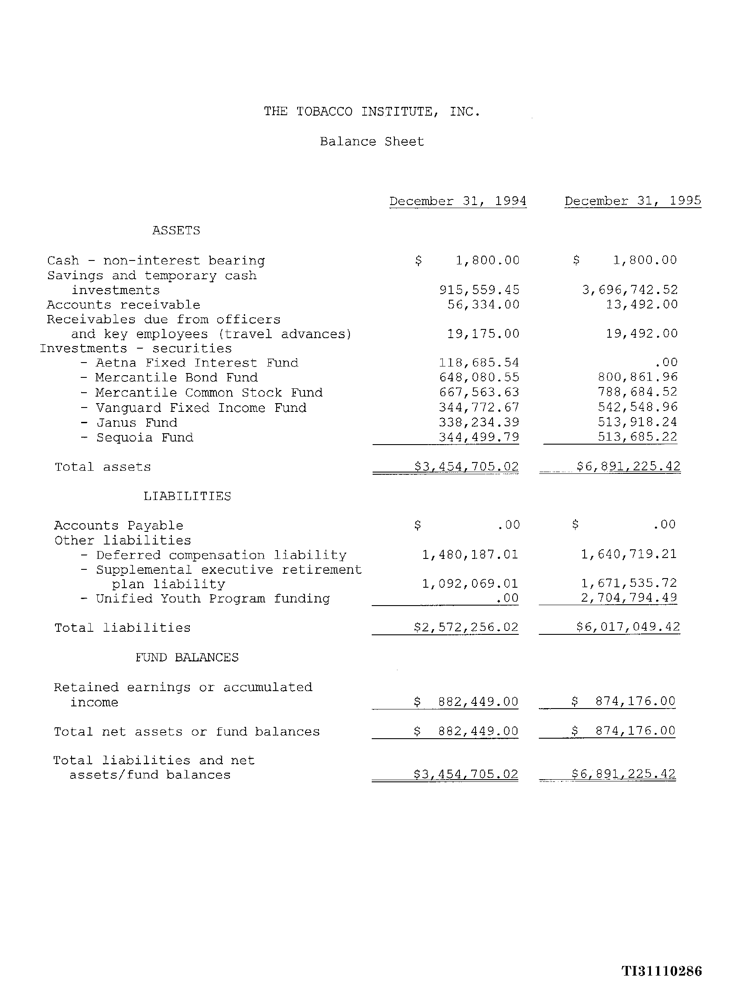 THE TOBACCO INSTITUTE, INC.
Balance Sheet
December 31, 1994 December 31, 1995
ASSETS
Cash - non-interest bearing $ 1,800.00 $ 1,800.00
Savings and temporary cash
investments 915,559.45 3,696,742.52
Accounts receivable 56,334.00 13,492.00
Receivables due from officers
and key employees (travel advances) 19,175.00 19,492.00
Investments - securities
- Aetna Fixed Interest Fund 118,685.54 .00
- Mercantile Bond Fund 648,080.55 800,861.96
- Mercantile Common Stock Fund 667,563.63 788,684.52
- Vanguard Fixed Income Fund 344,772.67 542,548.96
- Janus Fund 338,234.39 513,918.24
- Sequoia Fund 344,499.79 513,685.22
Total assets $3,454,705.02 $6,891,225.42
LIABILITIES
Accounts Payable $ .00 $ .00
Other liabilities
- Deferred compensation liability 1,480,187.01 1,640,719.21
- Supplemental executive retirement
plan liability 1,092,069.01 1,671,535.72
- Unified Youth Program funding .00 2,704,794.49
Total liabilities $2,572,256.02 $6,017,049.42
FUND BALANCES
Retained earnings or accumulated
income $ 882,449.00 $ 874,176.00
Total net assets or fund balances $ 882,449.00 $ 874,176.00
Total liabilities and net
assets/fund balances $3,454,705.02 $6,891,225.42
TI31110286